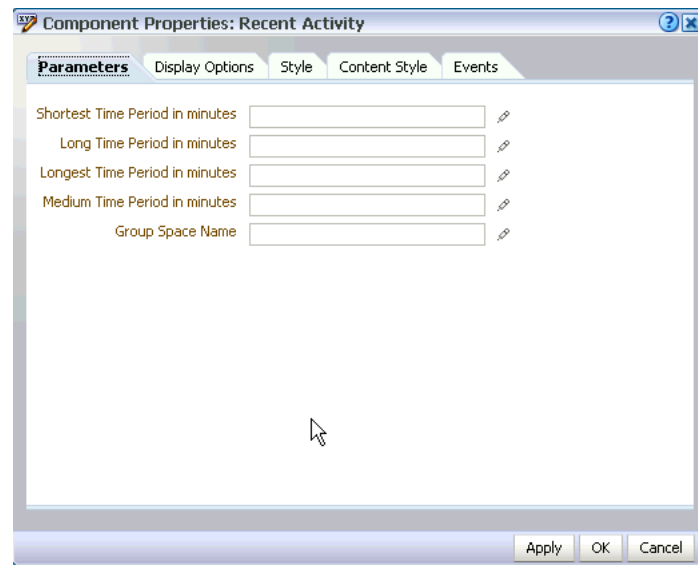 Component Properties: Recent Activity
Parameters Display Options Style Content Style Events
Shortest Time Period in minutes
Long Time Period in minutes
Longest Time Period in minutes
Medium Time Period in minutes
Group Space Name
Apply OK Cancel